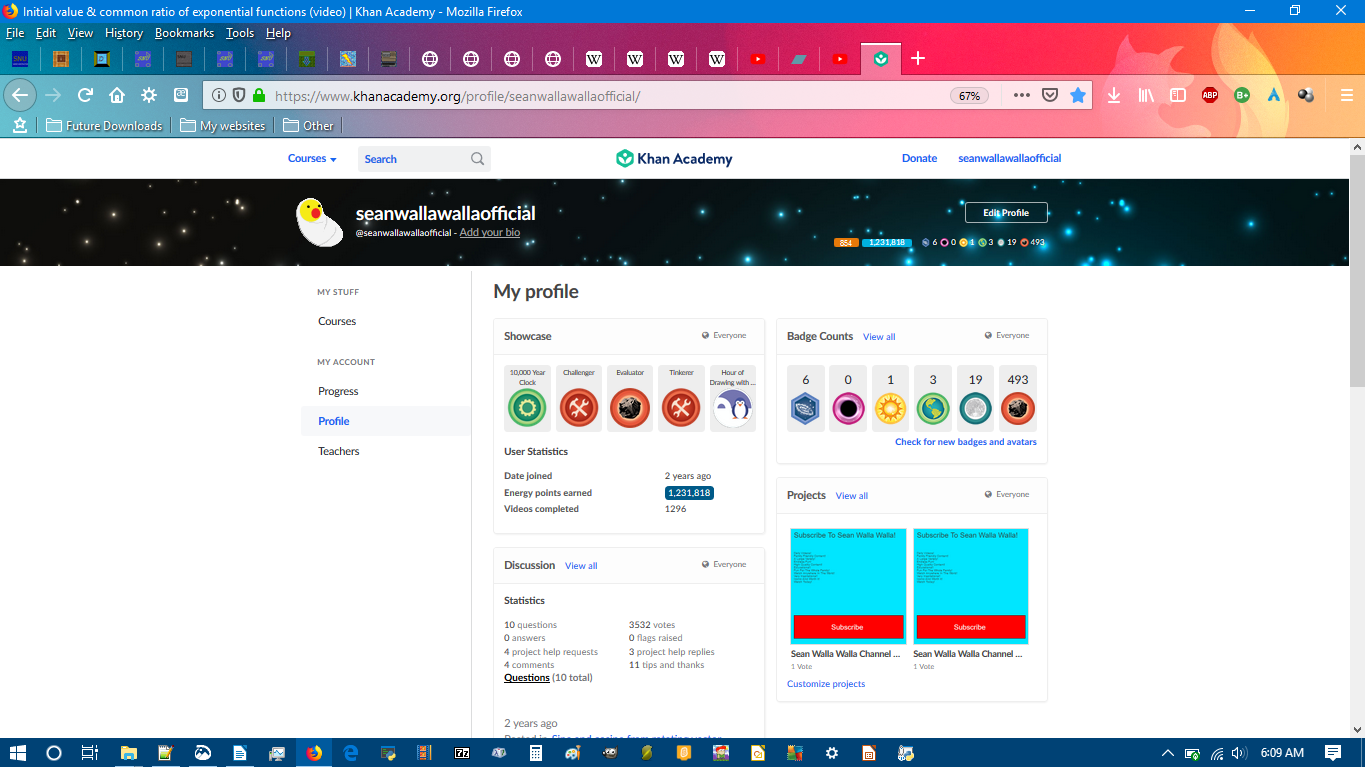 Initial value & common ratio of exponential functions (video) | Khan Academy - Mozilla Firefox
File Edit View History Bookmarks Tools Help
https://www.khanacademy.org/profile/seanwallawallaofficial/ 67%
Future Downloads My websites Other
Courses Search Khan Academy Donate seanwallawallaofficial
seanwallawallaofficial
@seanwallawallaofficial - Add your bio
Edit Profile
854 1,231,818 6 0 1 3 19 493
MY STUFF
Courses
MY ACCOUNT
Progress
Profile
Teachers
My profile
Showcase Everyone
10,000 Year Clock
Challenger
Evaluator
Tinkerer
Hour of Drawing with ...
User Statistics
Date joined 2 years ago
Energy points earned 1,231,818
Videos completed 1296
Badge Counts View all Everyone
6 0 1 3 19 493
Check for new badges and avatars
Discussion View all Everyone
Statistics
10 questions 3532 votes
0 answers 0 flags raised
4 project help requests 3 project help replies
4 comments 11 tips and thanks
Questions (10 total)
2 years ago
Projects View all Everyone
Subscribe To Sean Walla Walla! Subscribe To Sean Walla Walla!
Subscribe Subscribe
Sean Walla Walla Channel ... Sean Walla Walla Channel ...
1 Vote 1 Vote
Customize projects
6:09 AM